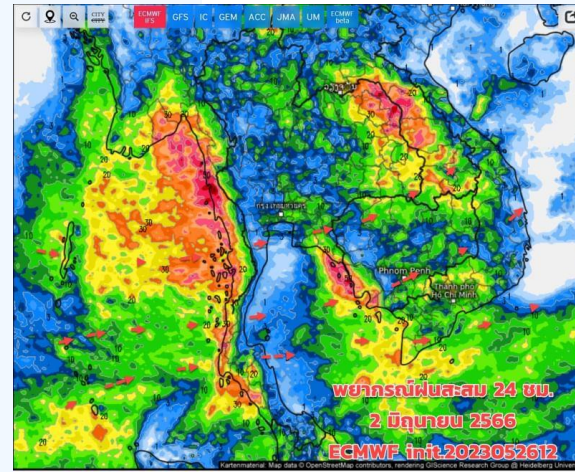 CITY
ECMWF IFS
GFS
IC
GEM
ACC
JMA
UM
ECMWF beta
กรุงเทพมหานคร
Phnom Penh
Thành phố
Hồ Chí Minh
พยากรณ์ฝนสะสม 24 ชม.
2 มิถุนายน 2566
ECMWF init.2023052612
Kartenmaterial: Map data © OpenStreetMap contributors, rendering GIScience Research Group @ Heidelberg Univ